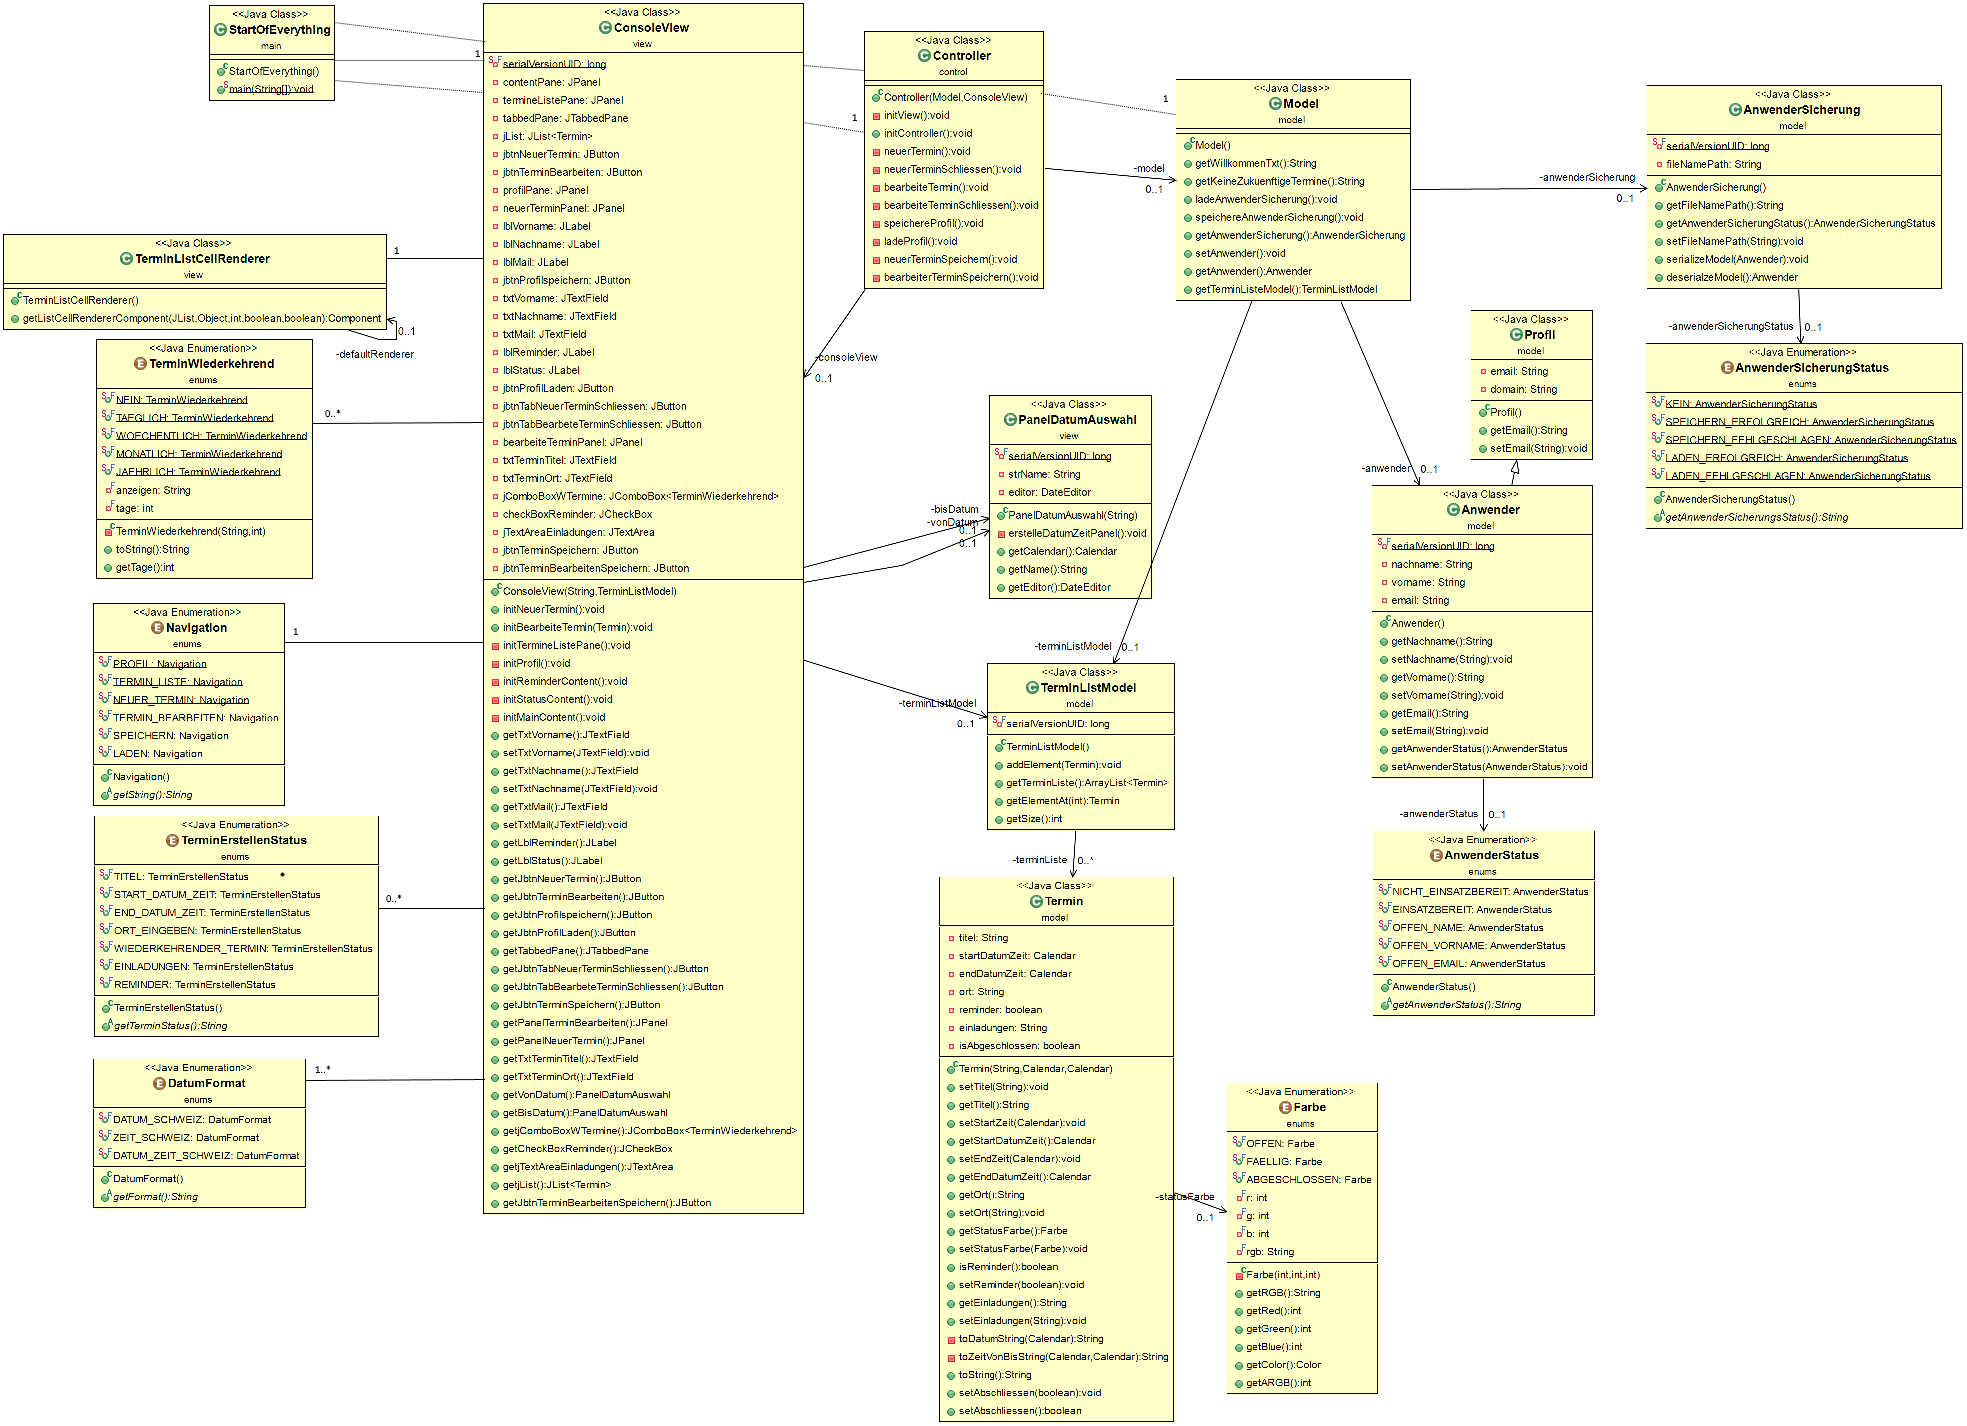 <<Java Class>>
StartOfEverything
main
StartOfEverything()
main(String[]):void
1
<<Java Class>>
ConsoleView
view
serialVersionUID: long
contentPane: JPanel
termineListePane: JPanel
tabbedPane: JTabbedPane
jList: JList<Termin>
jbtnNeuerTermin: JButton
jbtnTerminBearbeiten: JButton
profilPane: JPanel
neuerTerminPanel: JPanel
lblVorname: JLabel
lblNachname: JLabel
lblMail: JLabel
jbtnProfilspeichern: JButton
txtVorname: JTextField
txtNachname: JTextField
txtMail: JTextField
lblReminder: JLabel
lblStatus: JLabel
jbtnProfilLaden: JButton
jbtnTabNeuerTerminSchliessen: JButton
jbtnTabBearbeteTerminSchliessen: JButton
bearbeiteTerminPanel: JPanel
txtTerminTitel: JTextField
txtTerminOrt: JTextField
jComboBoxWTermine: JComboBox<TerminWiederkehrend>
checkBoxReminder: JCheckBox
jTextAreaEinladungen: JTextArea
jbtnTerminSpeichern: JButton
jbtnTerminBearbeitenSpeichern: JButton
ConsoleView(String,TerminListModel)
initNeuerTermin():void
initBearbeiteTermin(Termin):void
initTermineListePane():void
initProfil():void
initReminderContent():void
initStatusContent():void
initMainContent():void
getTxtVorname():JTextField
setTxtVorname(JTextField):void
getTxtNachname():JTextField
setTxtNachname(JTextField):void
getTxtMail():JTextField
setTxtMail(JTextField):void
getLblReminder():JLabel
getLblStatus():JLabel
getJbtnNeuerTermin():JButton
getJbtnTerminBearbeiten():JButton
getJbtnProfilspeichern():JButton
getJbtnProfilLaden():JButton
getTabbedPane():JTabbedPane
getJbtnTabNeuerTerminSchliessen():JButton
getJbtnTabBearbeteTerminSchliessen():JButton
getJbtnTerminSpeichern():JButton
getPanelTerminBearbeiten():JPanel
getPanelNeuerTermin():JPanel
getTxtTerminTitel():JTextField
getTxtTerminOrt():JTextField
getVonDatum():PanelDatumAuswahl
getBisDatum():PanelDatumAuswahl
getjComboBoxWTermine():JComboBox<TerminWiederkehrend>
getCheckBoxReminder():JCheckBox
getjTextAreaEinladungen():JTextArea
getjList():JList<Termin>
getJbtnTerminBearbeitenSpeichern():JButton
<<Java Class>>
Controller
control
Controller(Model,ConsoleView)
initView():void
initController():void
neuerTermin():void
neuerTerminSchliessen():void
bearbeiteTermin():void
bearbeiteTerminSchliessen():void
speichereProfil():void
ladeProfil():void
neuerTerminSpeichern():void
bearbeiterTerminSpeichern():void
1
1
-model
0..1
-consoleView
0..1
<<Java Class>>
Model
model
Model()
getWillkommenTxt():String
getKeineZukuenftigeTermine():String
ladeAnwenderSicherung():void
speichereAnwenderSicherung():void
getAnwenderSicherung():AnwenderSicherung
setAnwender():void
getAnwender():Anwender
getTerminListeModel():TerminListModel
-anwenderSicherung
0..1
<<Java Class>>
AnwenderSicherung
model
serialVersionUID: long
fileNamePath: String
AnwenderSicherung()
getFileNamePath():String
getAnwenderSicherungStatus():AnwenderSicherungStatus
setFileNamePath(String):void
serializeModel(Anwender):void
deserialzeModel():Anwender
-anwenderSicherungStatus
0..1
<<Java Enumeration>>
AnwenderSicherungStatus
enums
KEIN: AnwenderSicherungStatus
SPEICHERN_ERFOLGREICH: AnwenderSicherungStatus
SPEICHERN_FEHLGESCHLAGEN: AnwenderSicherungStatus
LADEN_ERFOLGREICH: AnwenderSicherungStatus
LADEN_FEHLGESCHLAGEN: AnwenderSicherungStatus
AnwenderSicherungStatus()
getAnwenderSicherungsStatus():String
<<Java Class>>
TerminListCellRenderer
view
TerminListCellRenderer()
getListCellRendererComponent(JList,Object,int,boolean,boolean):Component
1
0..1
-defaultRenderer
<<Java Enumeration>>
TerminWiederkehrend
enums
NEIN: TerminWiederkehrend
TAEGLICH: TerminWiederkehrend
WOECHENTLICH: TerminWiederkehrend
MONATLICH: TerminWiederkehrend
JAEHRLICH: TerminWiederkehrend
anzeigen: String
tage: int
TerminWiederkehrend(String,int)
toString():String
getTage():int
0..*
<<Java Class>>
Profil
model
email: String
domain: String
Profil()
getEmail():String
setEmail(String):void
<<Java Class>>
PanelDatumAuswahl
view
serialVersionUID: long
strName: String
editor: DateEditor
PanelDatumAuswahl(String)
erstelleDatumZeitPanel():void
getCalendar():Calendar
getName():String
getEditor():DateEditor
-bisDatum
-vonDatum
0..1
0..1
-anwender
0..1
<<Java Class>>
Anwender
model
serialVersionUID: long
nachname: String
vorname: String
email: String
Anwender()
getNachname():String
setNachname(String):void
getVorname():String
setVorname(String):void
getEmail():String
setEmail(String):void
getAnwenderStatus():AnwenderStatus
setAnwenderStatus(AnwenderStatus):void
-anwenderStatus
0..1
<<Java Enumeration>>
AnwenderStatus
enums
NICHT_EINSATZBEREIT: AnwenderStatus
EINSATZBEREIT: AnwenderStatus
OFFEN_NAME: AnwenderStatus
OFFEN_VORNAME: AnwenderStatus
OFFEN_EMAIL: AnwenderStatus
AnwenderStatus()
getAnwenderStatus():String
<<Java Enumeration>>
Navigation
enums
PROFIL: Navigation
TERMIN_LISTE: Navigation
NEUER_TERMIN: Navigation
TERMIN_BEARBEITEN: Navigation
SPEICHERN: Navigation
LADEN: Navigation
Navigation()
getString():String
1
-terminListModel
0..1
-terminListModel
0..1
<<Java Class>>
TerminListModel
model
serialVersionUID: long
TerminListModel()
addElement(Termin):void
getTerminListe():ArrayList<Termin>
getElementAt(int):Termin
getSize():int
-terminListe
0..*
<<Java Enumeration>>
TerminErstellenStatus
enums
TITEL: TerminErstellenStatus
START_DATUM_ZEIT: TerminErstellenStatus
END_DATUM_ZEIT: TerminErstellenStatus
ORT_EINGEBEN: TerminErstellenStatus
WIEDERKEHRENDER_TERMIN: TerminErstellenStatus
EINLADUNGEN: TerminErstellenStatus
REMINDER: TerminErstellenStatus
TerminErstellenStatus()
getTerminStatus():String
0..*
<<Java Enumeration>>
DatumFormat
enums
DATUM_SCHWEIZ: DatumFormat
ZEIT_SCHWEIZ: DatumFormat
DATUM_ZEIT_SCHWEIZ: DatumFormat
DatumFormat()
getFormat():String
1..*
<<Java Class>>
Termin
model
titel: String
startDatumZeit: Calendar
endDatumZeit: Calendar
ort: String
reminder: boolean
einladungen: String
isAbgeschlossen: boolean
Termin(String,Calendar,Calendar)
setTitel(String):void
getTitel():String
setStartZeit(Calendar):void
getStartDatumZeit():Calendar
setEndZeit(Calendar):void
getEndDatumZeit():Calendar
getOrt():String
setOrt(String):void
getStatusFarbe():Farbe
setStatusFarbe(Farbe):void
isReminder():boolean
setReminder(boolean):void
getEinladungen():String
setEinladungen(String):void
toDatumString(Calendar):String
toZeitVonBisString(Calendar,Calendar):String
toString():String
setAbschliessen(boolean):void
setAbschliessen():boolean
-statusFarbe
0..1
<<Java Enumeration>>
Farbe
enums
OFFEN: Farbe
FAELLIG: Farbe
ABGESCHLOSSEN: Farbe
r: int
g: int
b: int
rgb: String
Farbe(int,int,int)
getRGB():String
getRed():int
getGreen():int
getBlue():int
getColor():Color
getARGB():int